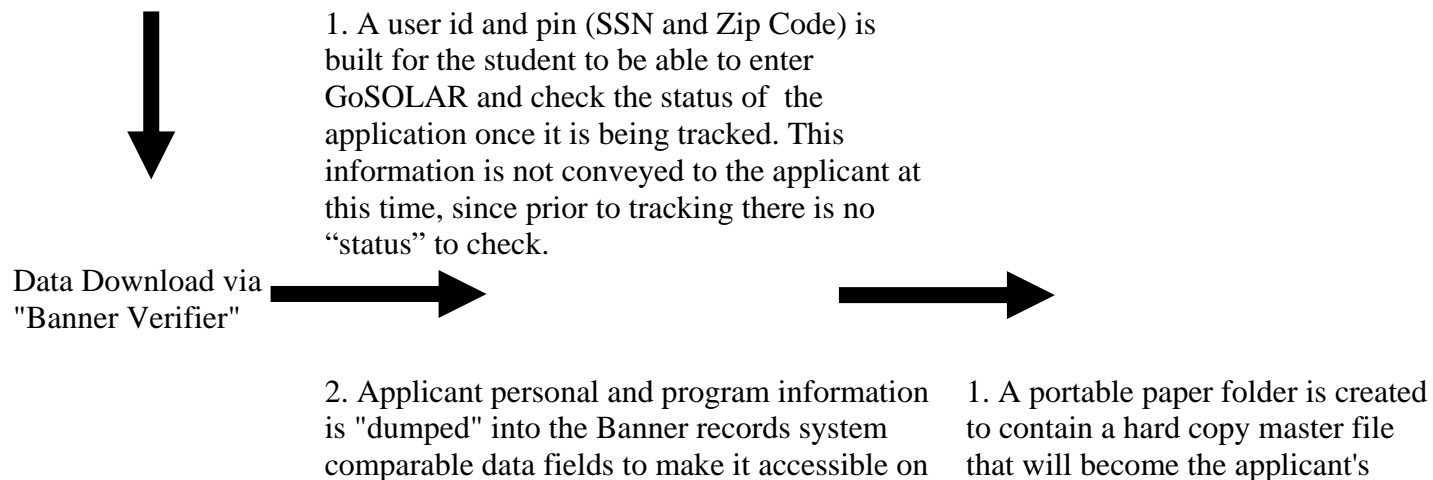 1. A user id and pin (SSN and Zip Code) is
built for the student to be able to enter
GoSOLAR and check the status of  the
application once it is being tracked. This
information is not conveyed to the applicant at
this time, since prior to tracking there is no
“status” to check.
Data Download via
"Banner Verifier"
2. Applicant personal and program information
is "dumped" into the Banner records system
comparable data fields to make it accessible on
1. A portable paper folder is created
to contain a hard copy master file
that will become the applicant's